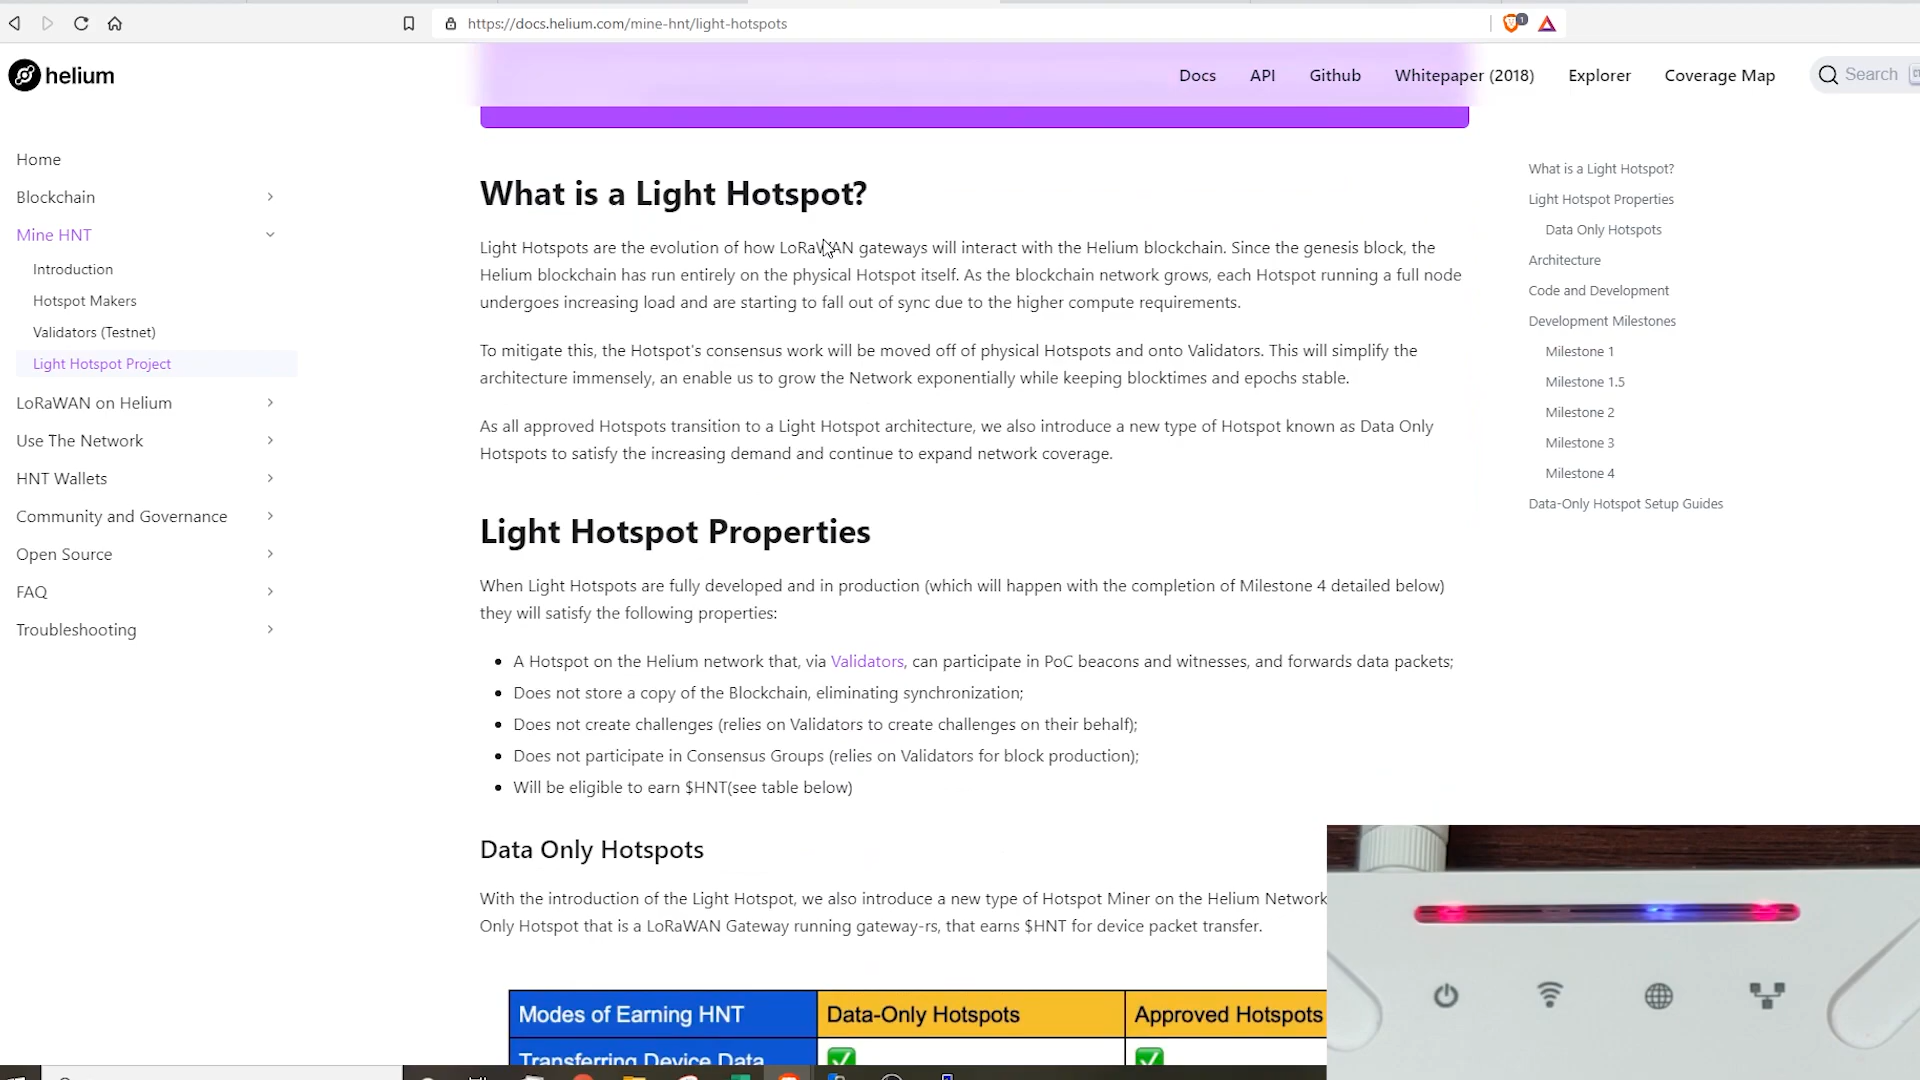 https://docs.helium.com/mine-hnt/light-hotspots
1
helium
Docs
API
Github
Whitepaper (2018)
Explorer
Coverage Map
Search
Home
Blockchain
Mine HNT
Introduction
Hotspot Makers
Validators (Testnet)
Light Hotspot Project
LoRaWAN on Helium
Use The Network
HNT Wallets
Community and Governance
Open Source
FAQ
Troubleshooting
What is a Light Hotspot?
Light Hotspots are the evolution of how LoRaWAN gateways will interact with the Helium blockchain. Since the genesis block, the
Helium blockchain has run entirely on the physical Hotspot itself. As the blockchain network grows, each Hotspot running a full node
undergoes increasing load and are starting to fall out of sync due to the higher compute requirements.
To mitigate this, the Hotspot's consensus work will be moved off of physical Hotspots and onto Validators. This will simplify the
architecture immensely, an enable us to grow the Network exponentially while keeping blocktimes and epochs stable.
As all approved Hotspots transition to a Light Hotspot architecture, we also introduce a new type of Hotspot known as Data Only
Hotspots to satisfy the increasing demand and continue to expand network coverage.
Light Hotspot Properties
When Light Hotspots are fully developed and in production (which will happen with the completion of Milestone 4 detailed below)
they will satisfy the following properties:
A Hotspot on the Helium network that, via Validators, can participate in PoC beacons and witnesses, and forwards data packets;
Does not store a copy of the Blockchain, eliminating synchronization;
Does not create challenges (relies on Validators to create challenges on their behalf);
Does not participate in Consensus Groups (relies on Validators for block production);
Will be eligible to earn $HNT(see table below)
Data Only Hotspots
With the introduction of the Light Hotspot, we also introduce a new type of Hotspot Miner on the Helium Network
Only Hotspot that is a LoRaWAN Gateway running gateway-rs, that earns $HNT for device packet transfer.
Modes of Earning HNT
Data-Only Hotspots
Approved Hotspots
Transferring Device Data
What is a Light Hotspot?
Light Hotspot Properties
Data Only Hotspots
Architecture
Code and Development
Development Milestones
Milestone 1
Milestone 1.5
Milestone 2
Milestone 3
Milestone 4
Data-Only Hotspot Setup Guides